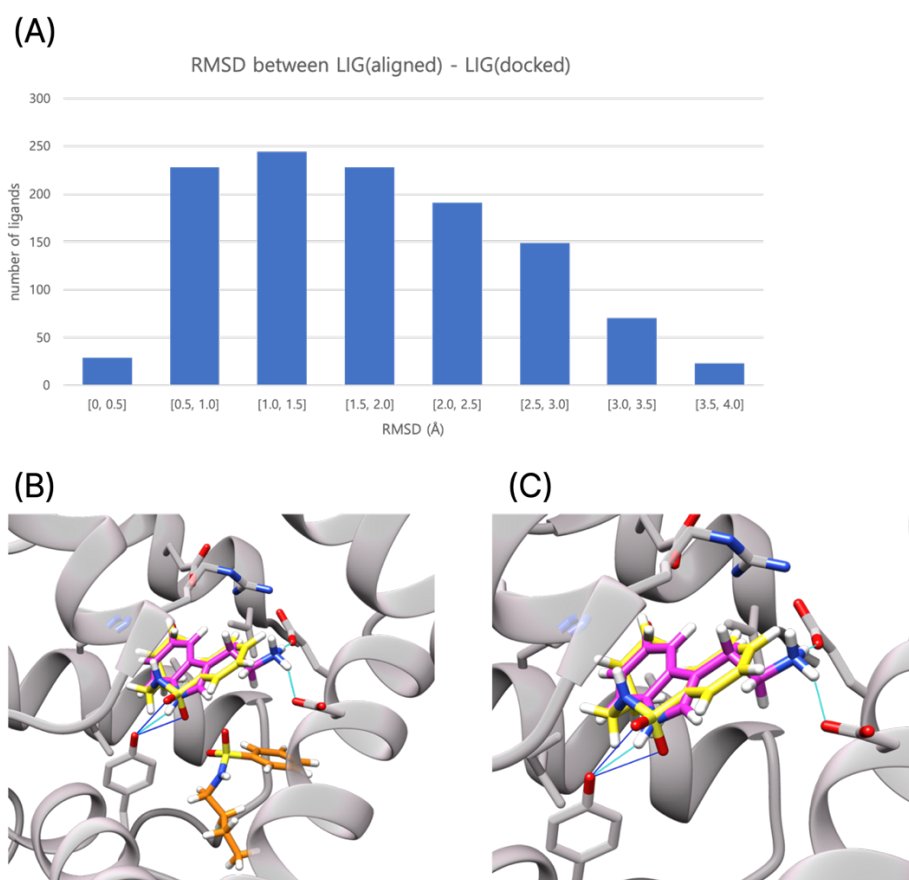 (A)
RMSD between LIG(aligned) - LIG(docked)
300
250
200
150
100
50
0
number of ligands
[0, 0.5]
[0.5, 1.0]
[1.0, 1.5]
[1.5, 2.0]
[2.0, 2.5]
[2.5, 3.0]
[3.0, 3.5]
[3.5, 4.0]
RMSD (Å)
(B)
(C)